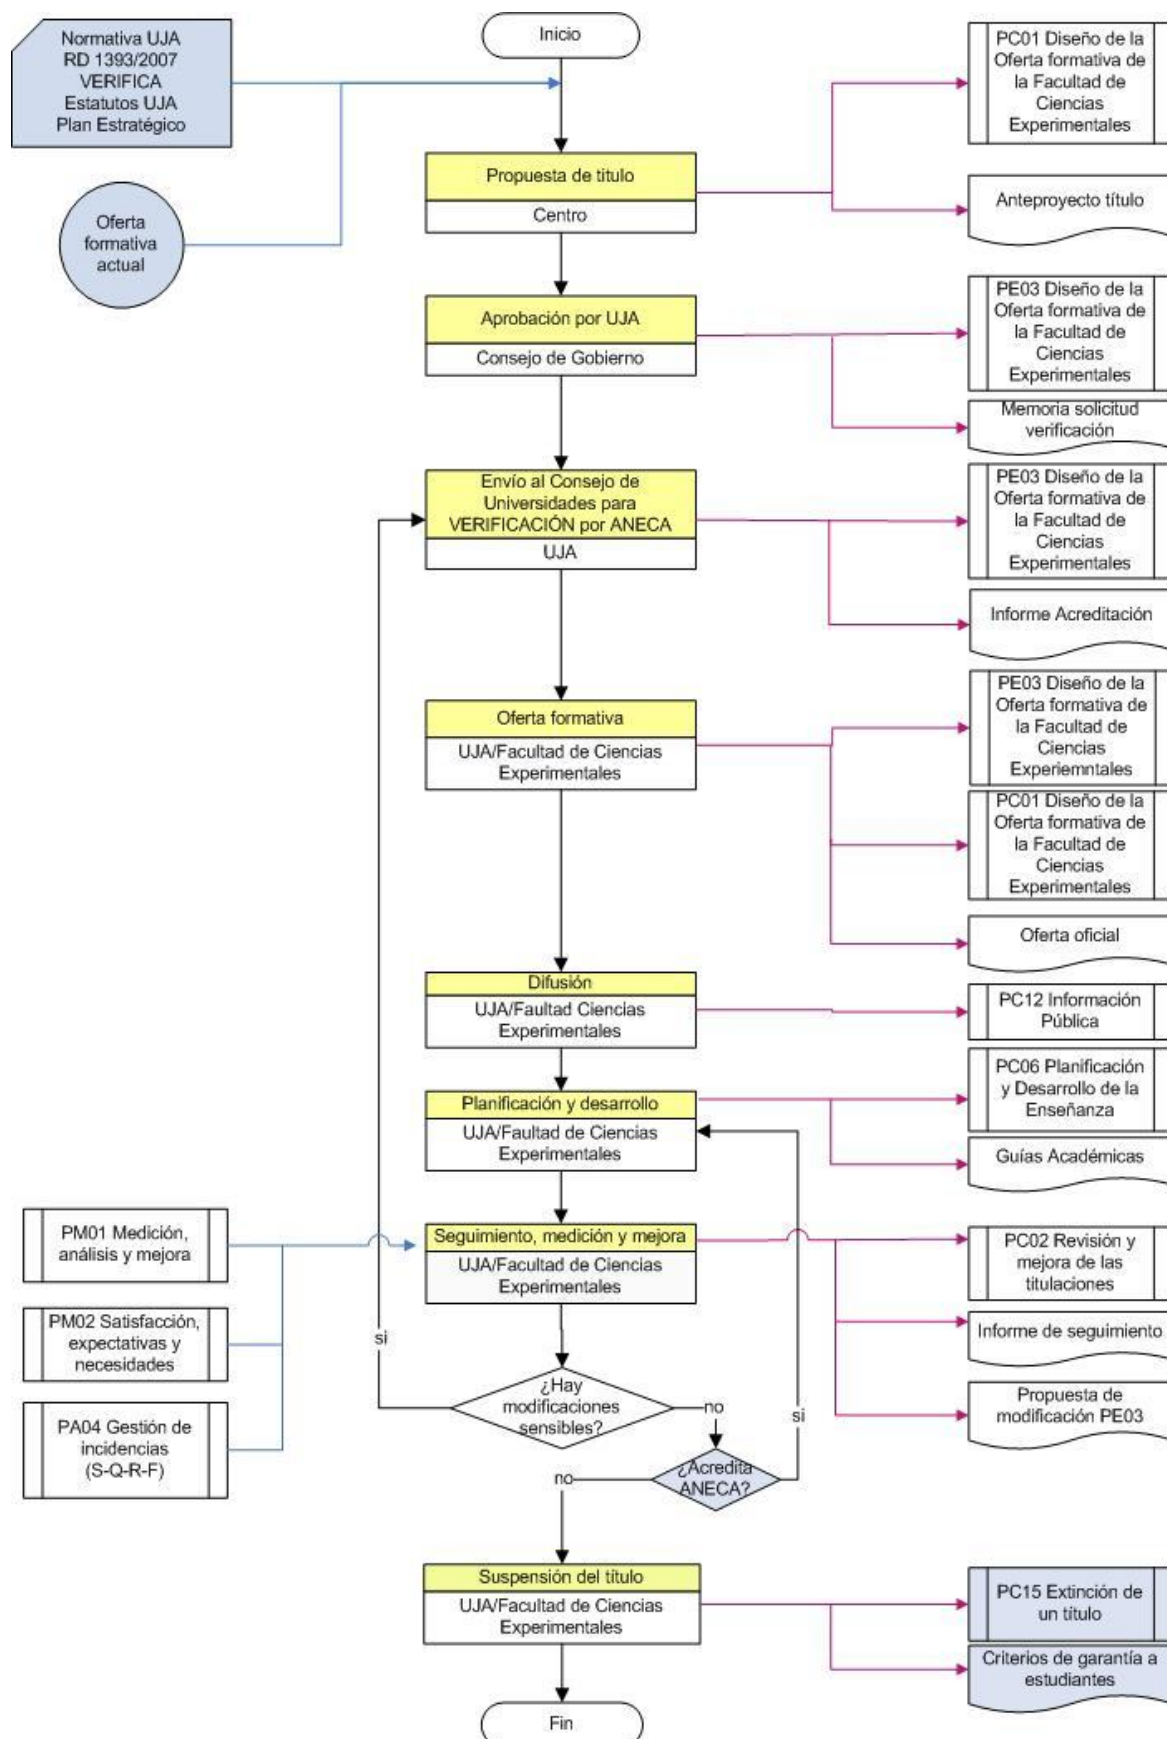 Normativa UJA
RD 1393/2007
VERIFICA
Estatutos UJA
Plan Estratégico
Inicio
PC01 Diseño de la
Oferta formativa de
la Facultad de
Ciencias
Experimentales
Propuesta de titulo
Centro
Anteproyecto título
Oferta
formativa
actual
Aprobación por UJA
Consejo de Gobierno
PE03 Diseño de la
Oferta formativa de
la Facultad de
Ciencias
Experimentales
Memoria solicitud
verificación
Envío al Consejo de
Universidades para
VERIFICACIÓN por ANECA
UJA
PE03 Diseño de la
Oferta formativa de
la Facultad de
Ciencias
Experimentales
Informe Acreditación
Oferta formativa
UJA/Facultad de Ciencias
Experimentales
PE03 Diseño de la
Oferta formativa de
la Facultad de
Ciencias
Experiemntales
PC01 Diseño de la
Oferta formativa de
la Facultad de
Ciencias
Experimentales
Oferta oficial
Difusión
UJA/Faultad Ciencias
Experimentales
PC12 Información
Pública
Planificación y desarrollo
UJA/Faultad de Ciencias
Experimentales
PC06 Planificación
y Desarrollo de la
Enseñanza
Guías Académicas
PM01 Medición,
análisis y mejora
Seguimiento, medición y mejora
UJA/Facultad de Ciencias
Experimentales
PC02 Revisión y
mejora de las
titulaciones
PM02 Satisfacción,
expectativas y
necesidades
si
Informe de seguimiento
¿Hay
modificaciones
sensibles?
no
si
Propuesta de
modificación PE03
PA04 Gestión de
incidencias
(S-Q-R-F)
¿Acredita
ANECA?
no
Suspensión del título
UJA/Facultad de Ciencias
Experimentales
PC15 Extinción de
un título
Criterios de garantía a
estudiantes
Fin